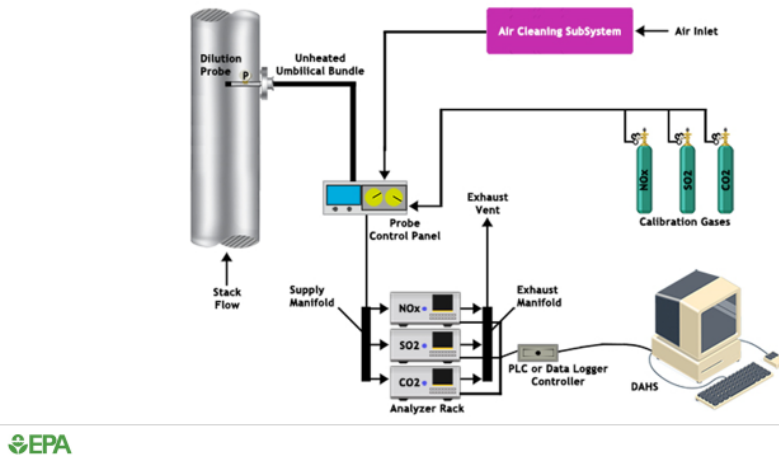 Air Cleaning SubSystem
Air Inlet
Dilution
Probe
P
Unheated
Umbilical Bundle
NOx
SO2
CO2
Calibration Gases
Probe
Control Panel
Exhaust
Vent
Stack
Flow
Supply
Manifold
Exhaust
Manifold
NOx
SO2
CO2
Analyzer Rack
PLC or Data Logger
Controller
DAHS
EPA